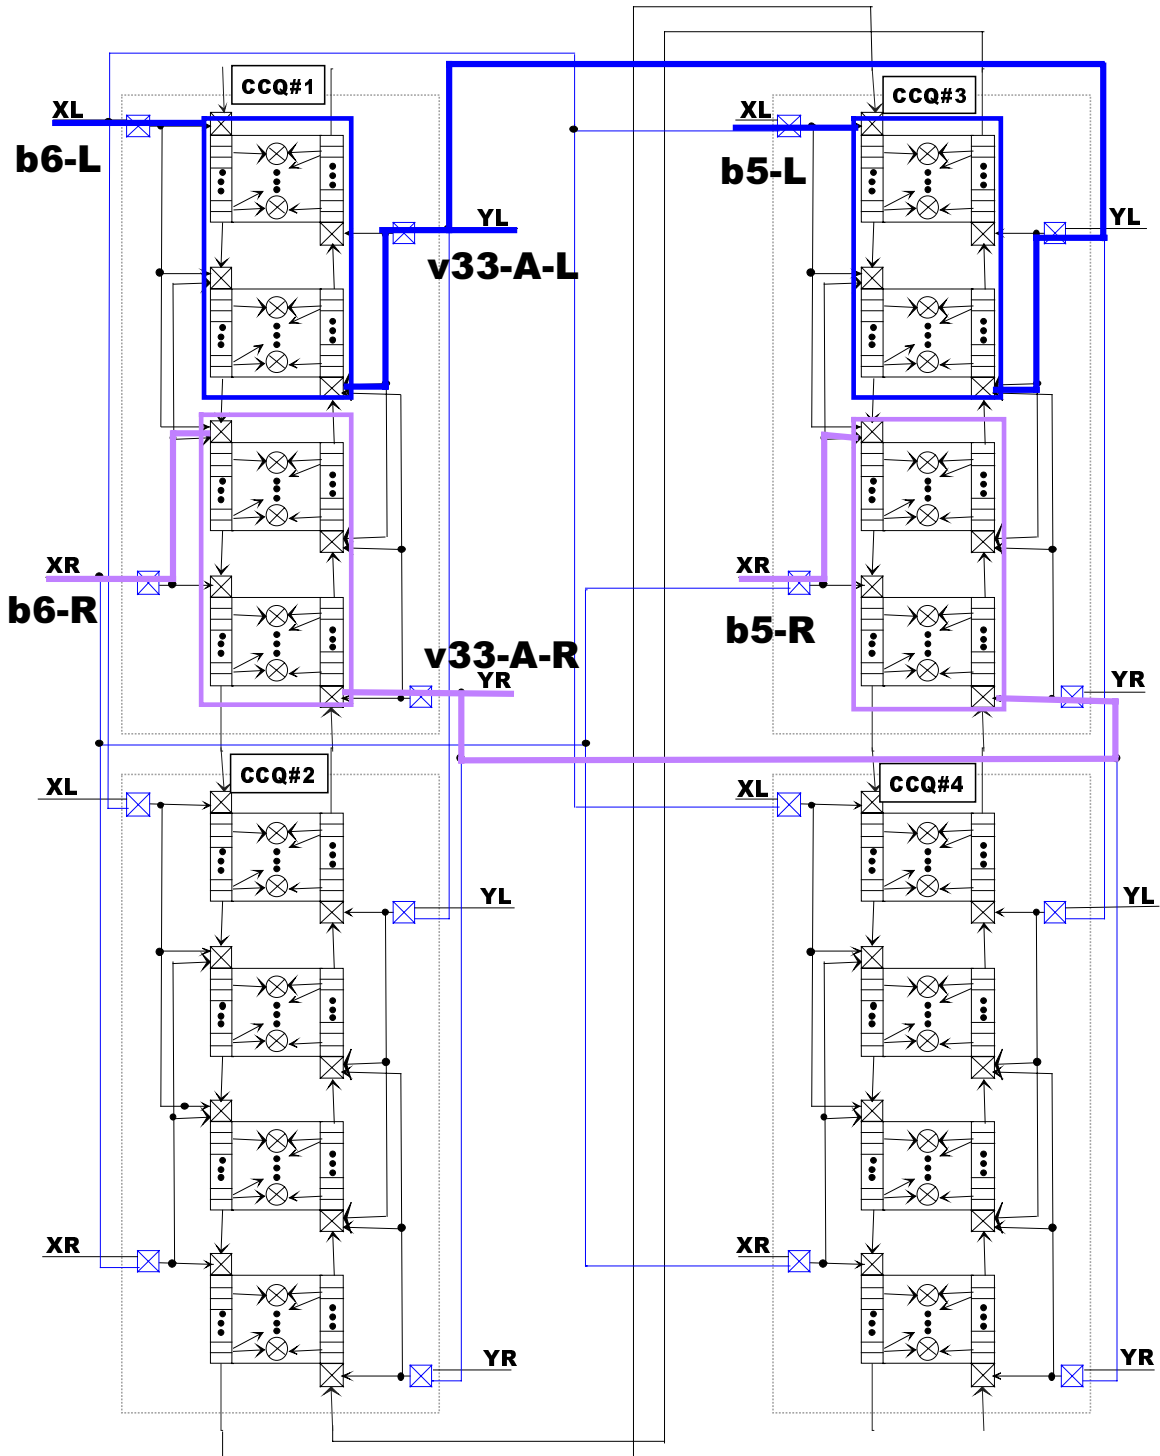 CCQ#1
XL
b6-L
YL
v33-A-L
XR
b6-R
v33-A-R
YR
CCQ#3
XL
b5-L
YL
XR
b5-R
YR
CCQ#2
XL
YL
XR
YR
CCQ#4
XL
YL
XR
YR